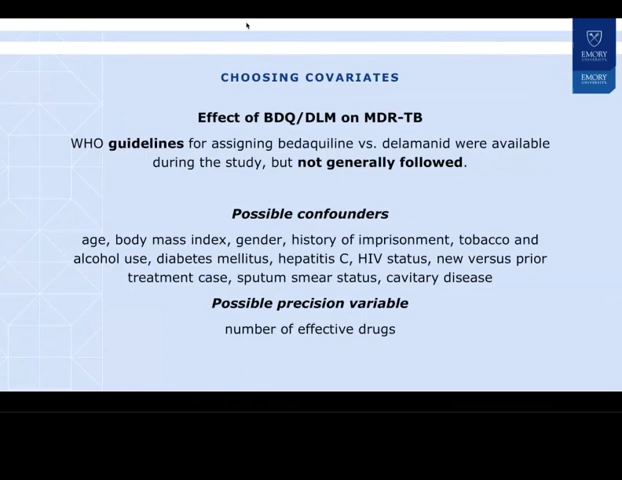 EMORY
UNIVERSITY
EMORY
CHOOSING COVARIATES
Effect of BDQ/DLM on MDR-TB
WHO guidelines for assigning bedaquiline vs. delamanid were available
during the study, but not generally followed.
Possible confounders
age, body mass index, gender, history of imprisonment, tobacco and
alcohol use, diabetes mellitus, hepatitis C, HIV status, new versus prior
treatment case, sputum smear status, cavitary disease
Possible precision variable
number of effective drugs